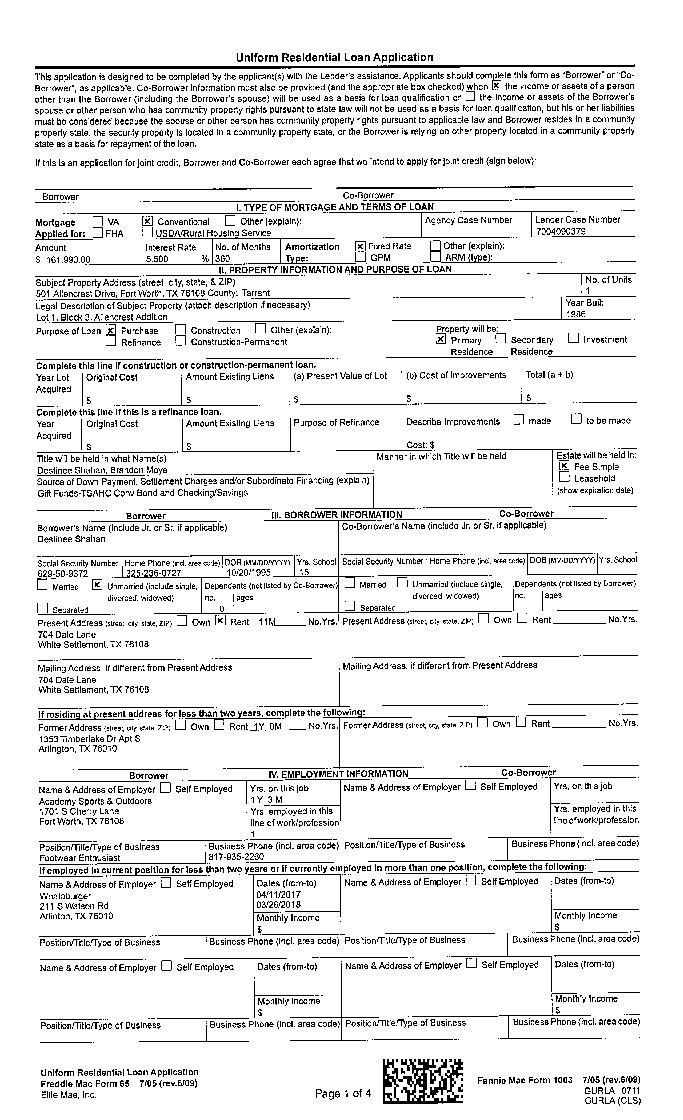 Uniform Residential Loan Application
This application is designed to be completed by the applicant(s) with the Lender's assistance. Applicants should complete this form as "Borrower" or "Co-
Borrower", as applicable. Co-Borrower information must also be provided (and the appropriate box checked) when ☒ the income or assets of a person
other than the Borrower (including the Borrower's spouse) will be used as a basis for loan qualification or ☐ the income or assets of the Borrower's
spouse or other person who has community property rights pursuant to state law will not be used as a basis for loan qualification, but his or her liabilities
must be considered because the spouse or other person has community property rights pursuant to applicable law and Borrower resides in a community
property state, the security property is located in a community property state, or the Borrower is relying on other property located in a community property
state as a basis for repayment of the loan.
If this is an application for joint credit, Borrower and Co-Borrower each agree that we intend to apply for joint credit (sign below):
Borrower Co-Borrower
I. TYPE OF MORTGAGE AND TERMS OF LOAN
Mortgage Applied for: ☐ VA ☒ Conventional ☐ Other (explain): Agency Case Number Lender Case Number
☐ FHA ☐ USDA/Rural Housing Service 7004090379
Amount Interest Rate No. of Months Amortization Type: ☒ Fixed Rate ☐ Other (explain):
$ 161,990.00 5.500 % 360 ☐ GPM ☐ ARM (type):
II. PROPERTY INFORMATION AND PURPOSE OF LOAN
Subject Property Address (street, city, state, & ZIP) No. of Units
501 Allencrest Drive, Fort Worth, TX 76108 County: Tarrant 1
Legal Description of Subject Property (attach description if necessary) Year Built
Lot 1, Block 3, Allencrest Addition 1986
Purpose of Loan ☒ Purchase ☐ Construction ☐ Other (explain): Property will be:
☐ Refinance ☐ Construction-Permanent ☒ Primary Residence ☐ Secondary Residence ☐ Investment
Complete this line if construction or construction-permanent loan.
Year Lot Acquired Original Cost Amount Existing Liens (a) Present Value of Lot (b) Cost of Improvements Total (a + b)
$ $ $ $ $
Complete this line if this is a refinance loan.
Year Acquired Original Cost Amount Existing Liens Purpose of Refinance Describe Improvements ☐ made ☐ to be made
$ $ Cost: $
Title will be held in what Name(s) Manner in which Title will be held Estate will be held in:
Destinee Shahan, Brandon Moya ☒ Fee Simple
Source of Down Payment, Settlement Charges and/or Subordinate Financing (explain) ☐ Leasehold
Gift Funds-TSAHC Conv Bond and Checking/Savings (show expiration date)
Borrower III. BORROWER INFORMATION Co-Borrower
Borrower's Name (include Jr. or Sr. if applicable) Co-Borrower's Name (include Jr. or Sr. if applicable)
Destinee Shahan
Social Security Number Home Phone (incl. area code) DOB (MM/DD/YYYY) Yrs. School Social Security Number Home Phone (incl. area code) DOB (MM/DD/YYYY) Yrs. School
629-50-9372 325-236-0727 10/20/1995 15
☐ Married ☒ Unmarried (include single, divorced, widowed) Dependents (not listed by Co-Borrower) ☐ Married ☐ Unmarried (include single, divorced, widowed) Dependents (not listed by Borrower)
☐ Separated no. 0 ages ☐ Separated no. ages
Present Address (street, city, state, ZIP) ☐ Own ☒ Rent 11M No.Yrs. Present Address (street, city, state, ZIP) ☐ Own ☐ Rent No.Yrs.
704 Dale Lane
White Settlement, TX 76108
Mailing Address, if different from Present Address Mailing Address, if different from Present Address
704 Dale Lane
White Settlement, TX 76108
If residing at present address for less than two years, complete the following:
Former Address (street, city, state, ZIP) ☐ Own ☐ Rent 1Y, 0M No.Yrs. Former Address (street, city, state, ZIP) ☐ Own ☐ Rent No.Yrs.
1353 Timberlake Dr Apt S
Arlington, TX 76010
Borrower IV. EMPLOYMENT INFORMATION Co-Borrower
Name & Address of Employer ☐ Self Employed Yrs. on this job Name & Address of Employer ☐ Self Employed Yrs. on this job
Academy Sports & Outdoors 1 Y 3 M
1701 S Cherry Lane Yrs. employed in this line of work/profession Yrs. employed in this line of work/profession
Fort Worth, TX 76108 1
Position/Title/Type of Business Business Phone (incl. area code) Position/Title/Type of Business Business Phone (incl. area code)
Footwear Enthusiast 817-935-2260
If employed in current position for less than two years or if currently employed in more than one position, complete the following:
Name & Address of Employer ☐ Self Employed Dates (from-to) Name & Address of Employer ☐ Self Employed Dates (from-to)
Whataburger 04/11/2017
211 S Watson Rd 03/26/2018
Arlinton, TX 76010 Monthly Income Monthly Income
$ $
Position/Title/Type of Business Business Phone (incl. area code) Position/Title/Type of Business Business Phone (incl. area code)
Name & Address of Employer ☐ Self Employed Dates (from-to) Name & Address of Employer ☐ Self Employed Dates (from-to)
Monthly Income Monthly Income
$ $
Position/Title/Type of Business Business Phone (incl. area code) Position/Title/Type of Business Business Phone (incl. area code)
Uniform Residential Loan Application
Freddie Mac Form 65 7/05 (rev.6/09)
Ellie Mae, Inc.
Page 1 of 4
Fannie Mae Form 1003 7/05 (rev.6/09)
GURLA 0711
GURLA (CLS)